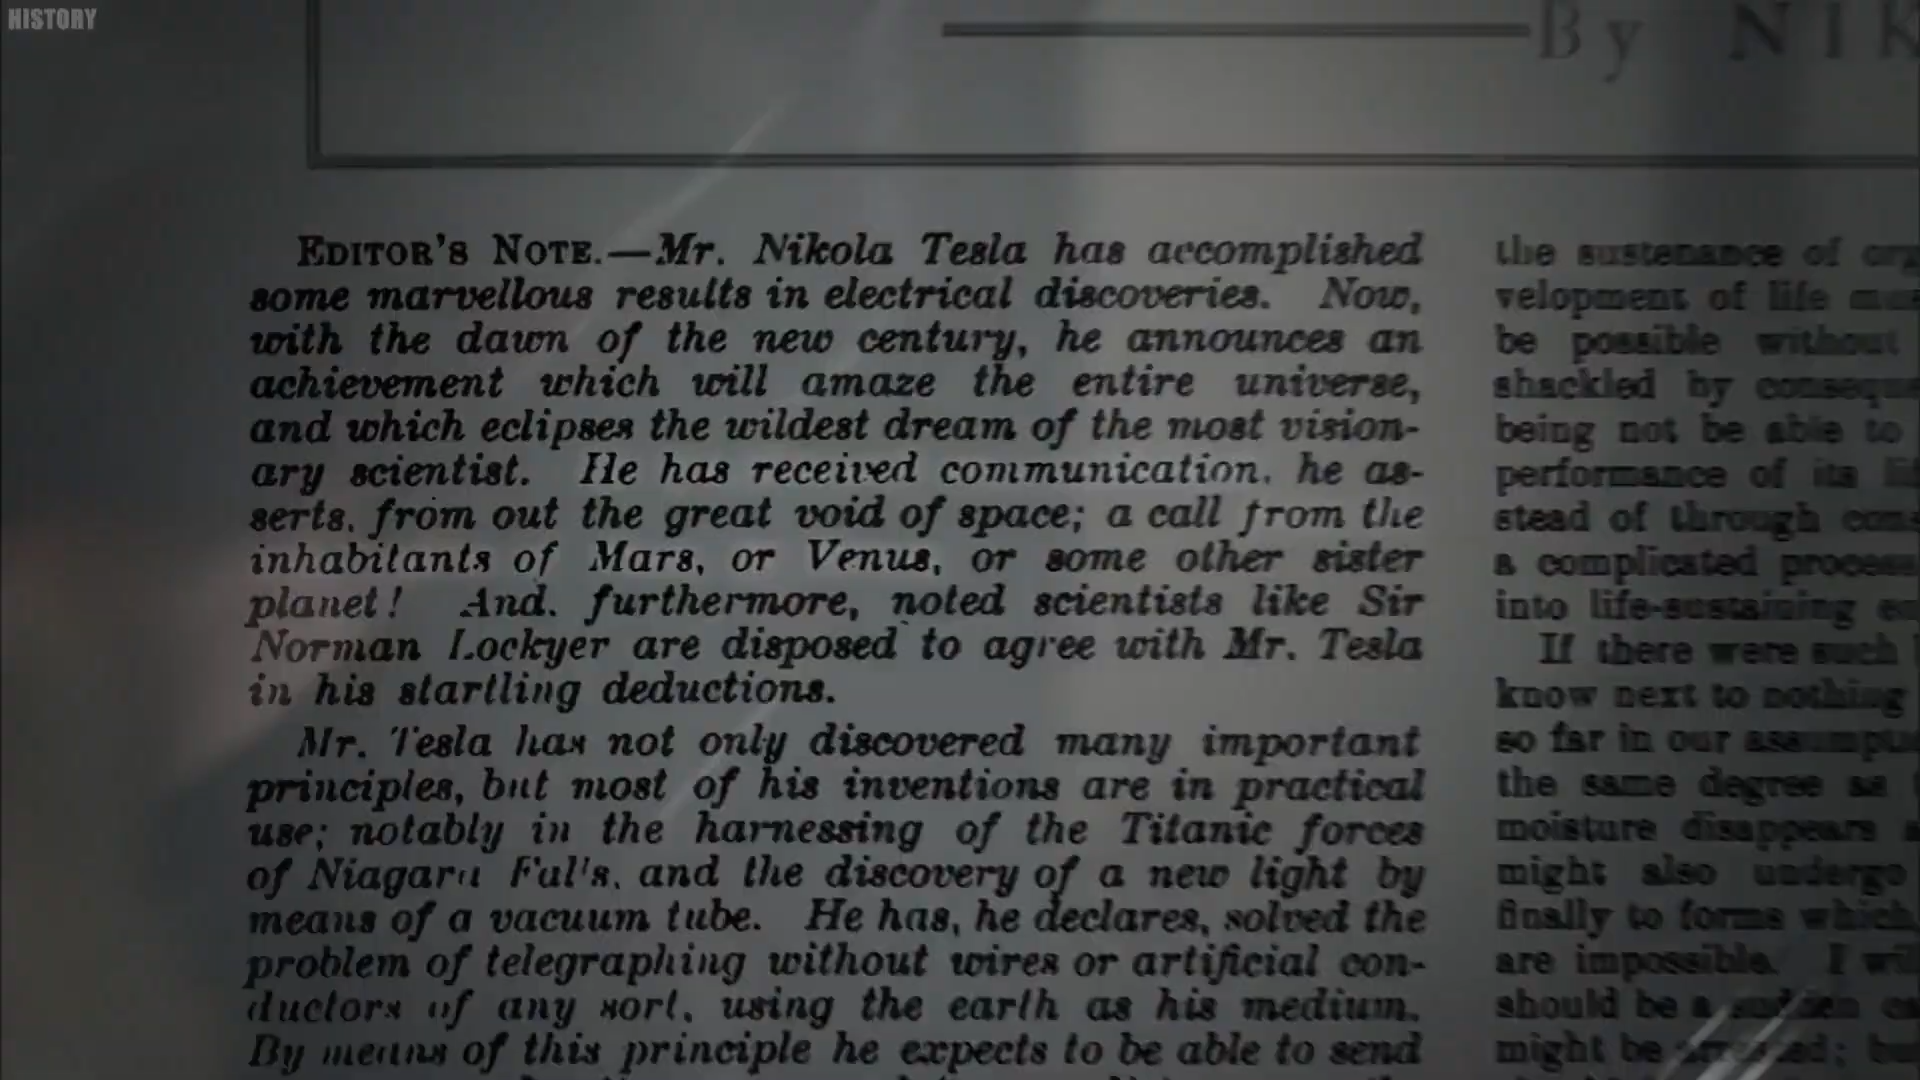 HISTORY
By NIK
EDITOR'S NOTE.—Mr. Nikola Tesla has accomplished
some marvellous results in electrical discoveries. Now,
with the dawn of the new century, he announces an
achievement which will amaze the entire universe,
and which eclipses the wildest dream of the most vision-
ary scientist. He has received communication, he as-
serts, from out the great void of space; a call from the
inhabitants of Mars, or Venus, or some other sister
planet! And, furthermore, noted scientists like Sir
Norman Lockyer are disposed to agree with Mr. Tesla
in his startling deductions.
Mr. Tesla has not only discovered many important
principles, but most of his inventions are in practical
use; notably in the harnessing of the Titanic forces
of Niagara Falls, and the discovery of a new light by
means of a vacuum tube. He has, he declares, solved the
problem of telegraphing without wires or artificial con-
ductors of any sort, using the earth as his medium.
By means of this principle he expects to be able to send
the sustenance of org
velopment of life
be possible without
shackled by conseque
being not be able to
performance of its
stead of through
a complicated process
into life-sustaining
If there were such
know next to nothing
so far in our assumpt
the same degree as
moisture disappears
might also undergo
finally to forms which
are impossible. I wil
should be a sudden
might be